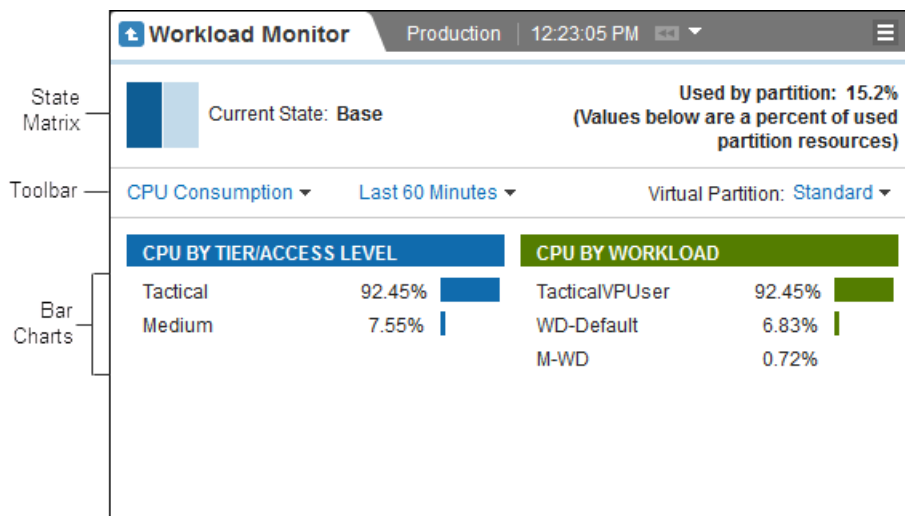 Workload Monitor
Production
12:23:05 PM
State
Matrix
Current State: Base
Used by partition: 15.2%
(Values below are a percent of used
partition resources)
Toolbar
CPU Consumption
Last 60 Minutes
Virtual Partition: Standard
Bar
Charts
CPU BY TIER/ACCESS LEVEL
Tactical 92.45%
Medium 7.55%
CPU BY WORKLOAD
TacticalVPUser 92.45%
WD-Default 6.83%
M-WD 0.72%